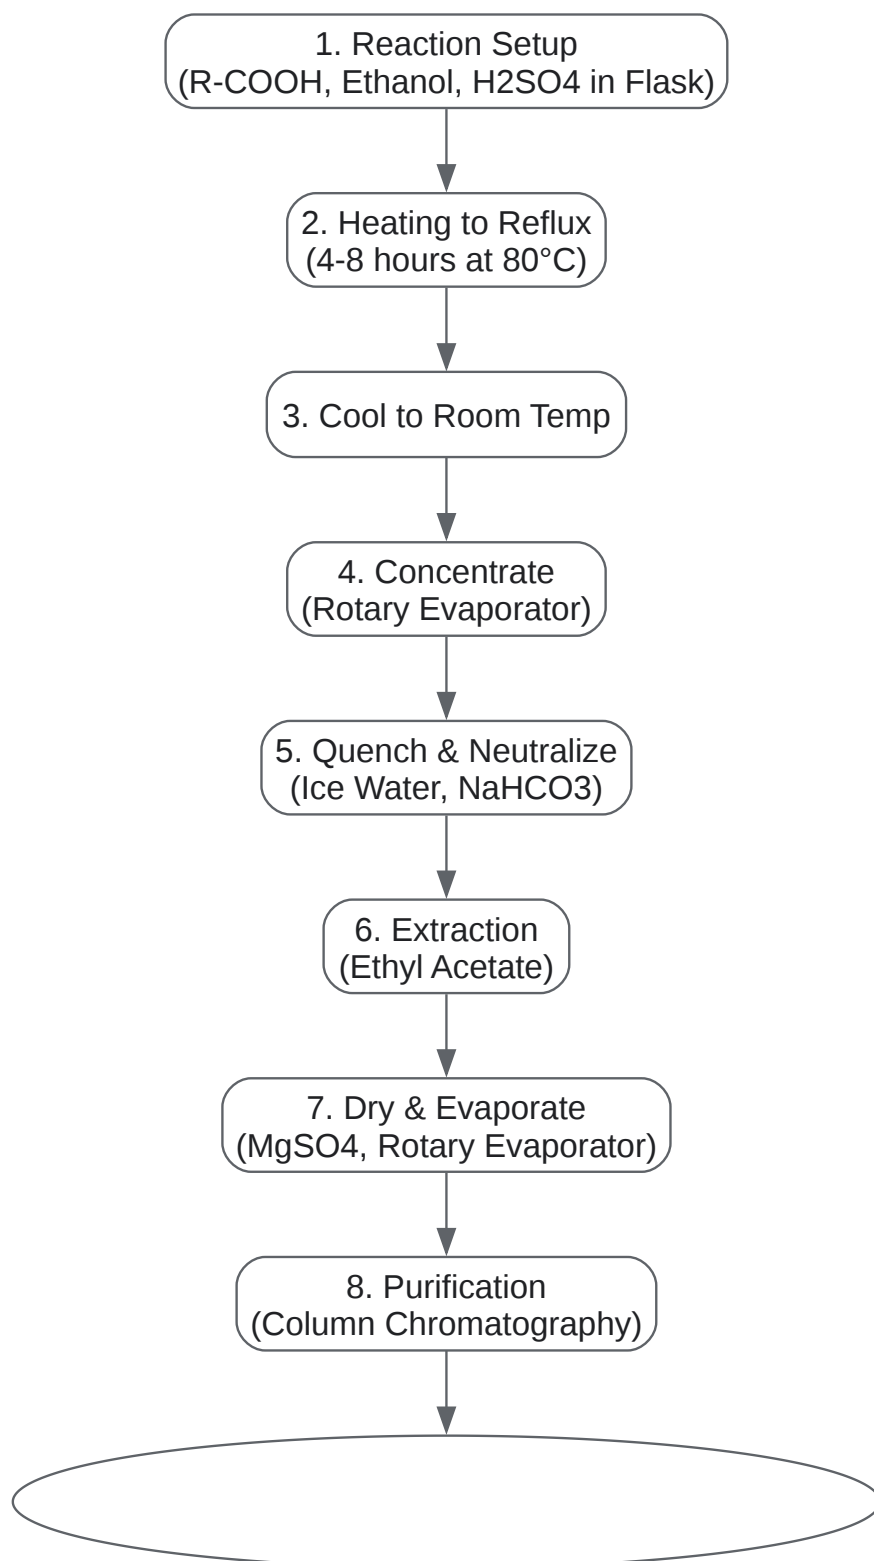 1. Reaction Setup
(R-COOH, Ethanol, H2SO4 in Flask)
2. Heating to Reflux
(4-8 hours at 80°C)
3. Cool to Room Temp
4. Concentrate
(Rotary Evaporator)
5. Quench & Neutralize
(Ice Water, NaHCO3)
6. Extraction
(Ethyl Acetate)
7. Dry & Evaporate
(MgSO4, Rotary Evaporator)
8. Purification
(Column Chromatography)